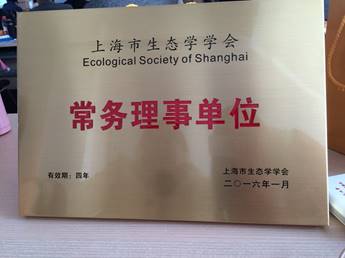 上海市生态学学会
Ecological Society of Shanghai
常务理事单位
有效期：四年
上海市生态学学会
二〇一六年一月